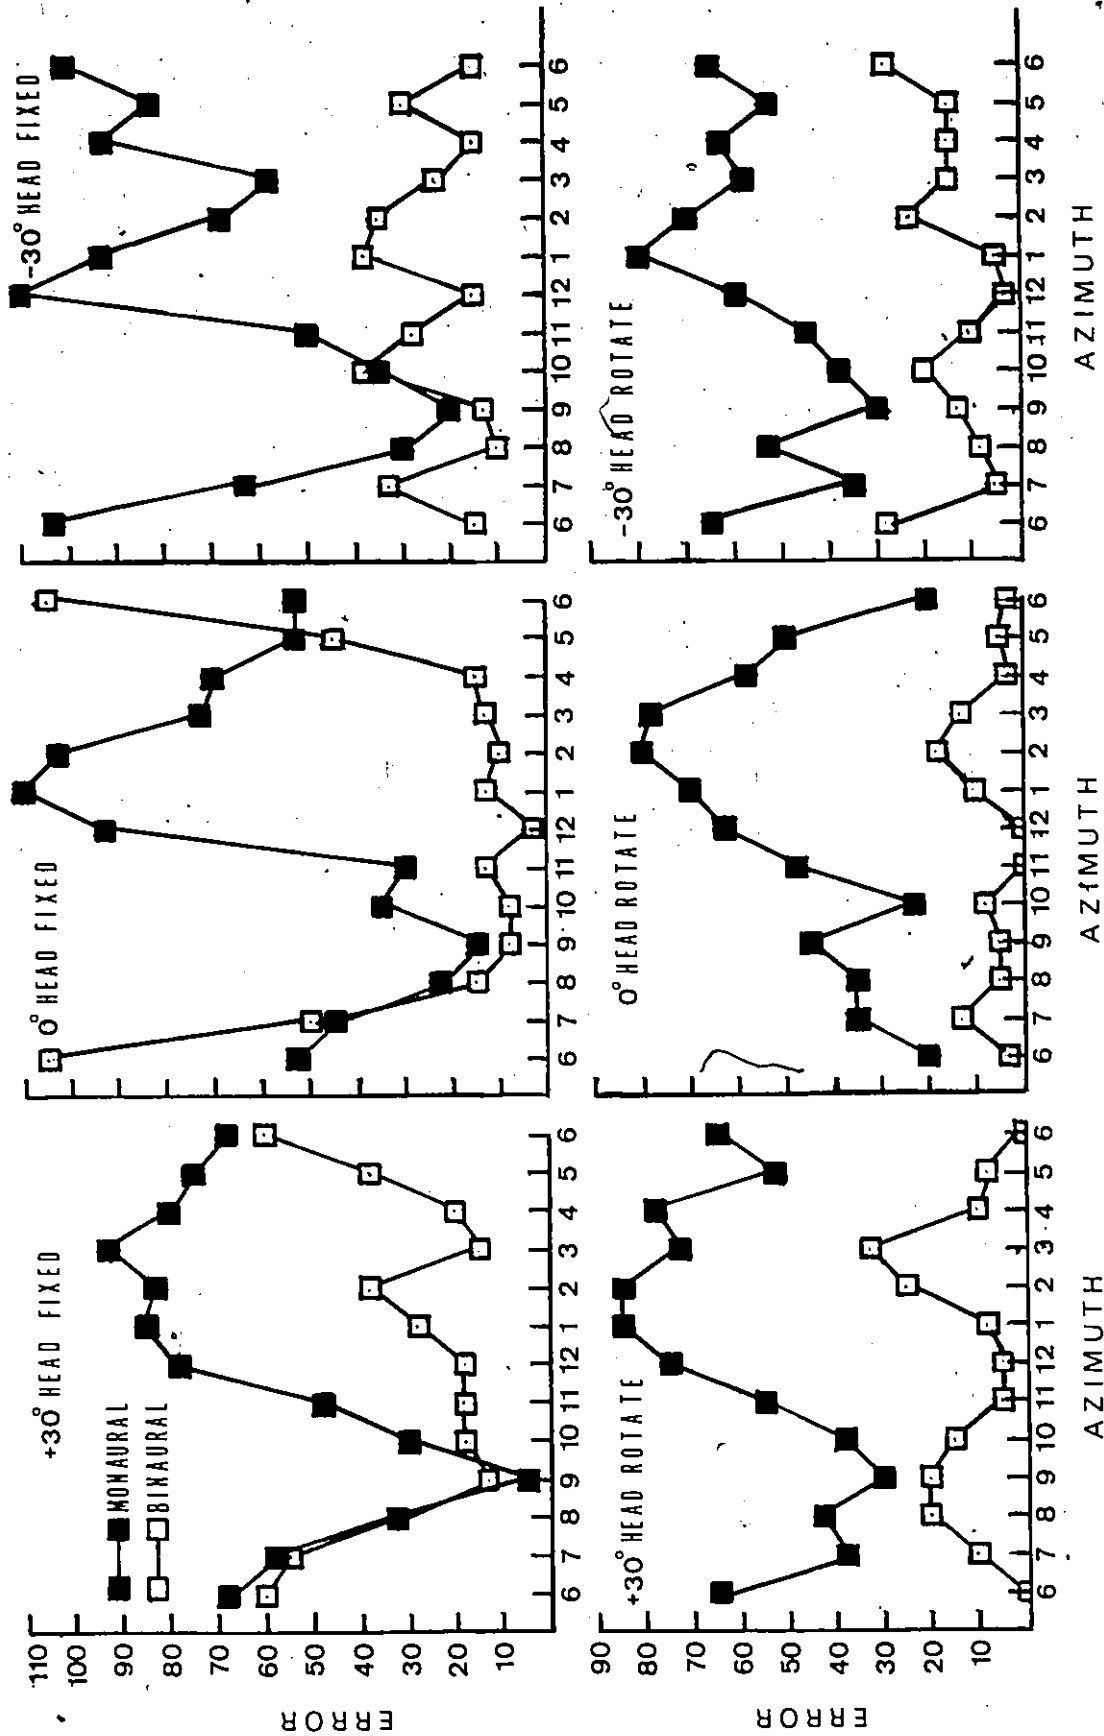 +30° HEAD FIXED
MONAURAL
BINAURAL
110
100
90
80
70
60
50
40
30
20
10
ERROR
6 7 8 9 10 11 12 1 2 3 4 5 6
0° HEAD FIXED
6 7 8 9 10 11 12 1 2 3 4 5 6
-30° HEAD FIXED
6 7 8 9 10 11 12 1 2 3 4 5 6
+30° HEAD ROTATE
90
80
70
60
50
40
30
20
10
ERROR
6 7 8 9 10 11 12 1 2 3 4 5 6
AZIMUTH
0° HEAD ROTATE
6 7 8 9 10 11 12 1 2 3 4 5 6
AZIMUTH
-30° HEAD ROTATE
6 7 8 9 10 11 12 1 2 3 4 5 6
AZIMUTH